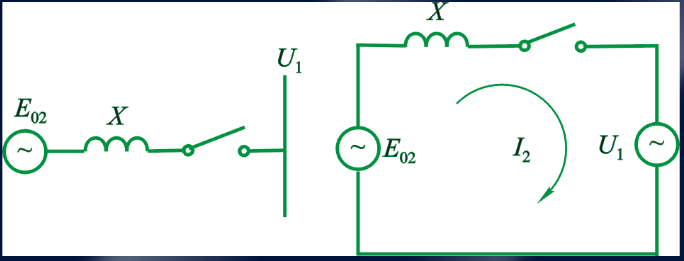 E₀₂
X
U₁
X
~
~
E₀₂
I₂
U₁
~